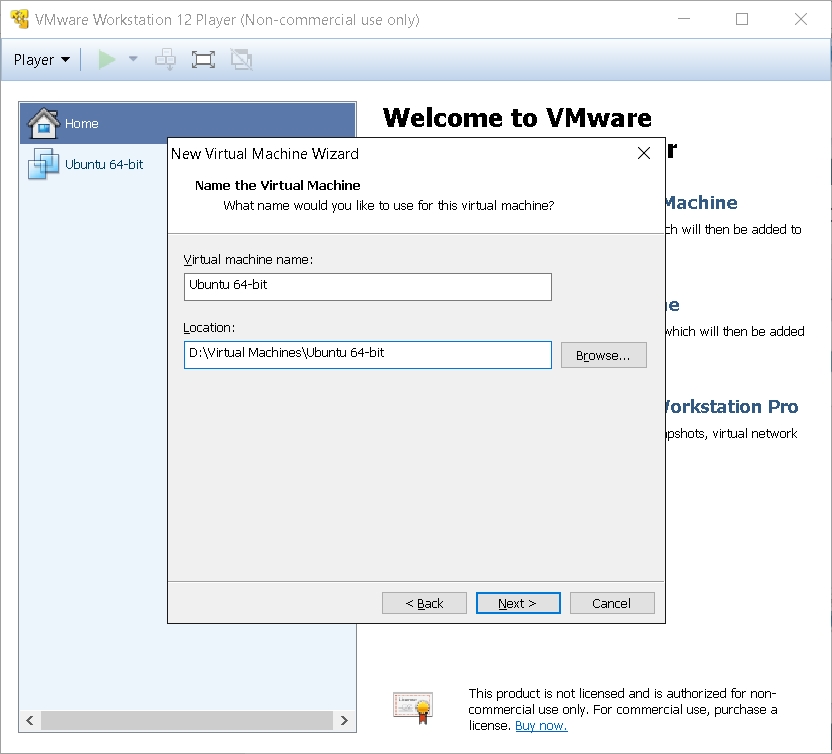 VMware Workstation 12 Player (Non-commercial use only)
Player
Home
Ubuntu 64-bit
Welcome to VMware
r
Machine
ch will then be added to
e
which will then be added
Workstation Pro
pshots, virtual network
New Virtual Machine Wizard
Name the Virtual Machine
What name would you like to use for this virtual machine?
Virtual machine name:
Ubuntu 64-bit
Location:
D:\Virtual Machines\Ubuntu 64-bit
Browse...
< Back
Next >
Cancel
This product is not licensed and is authorized for non-
commercial use only. For commercial use, purchase a
license. Buy now.